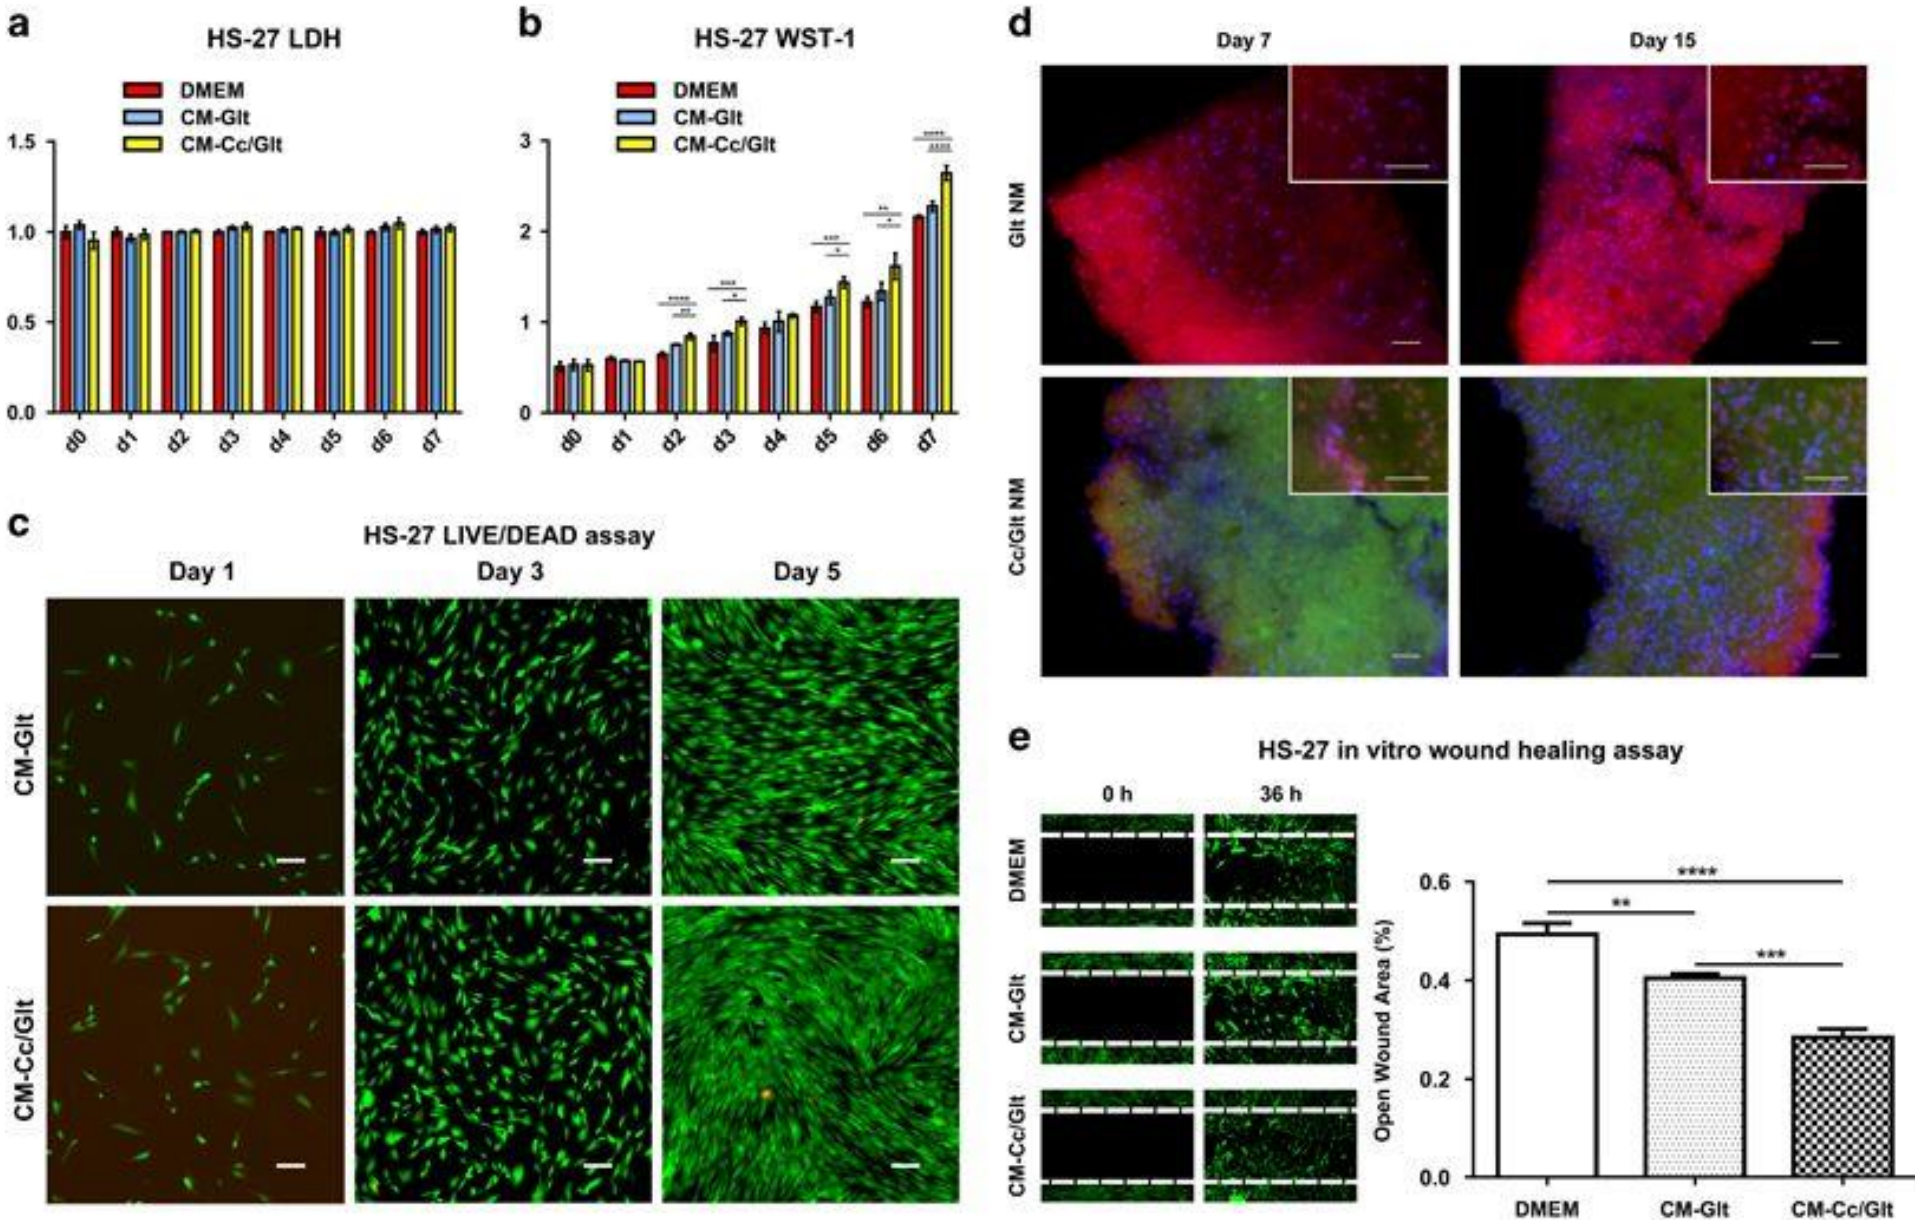 a
HS-27 LDH
DMEM
CM-Glt
CM-Cc/Glt
1.5
1.0
0.5
0.0
d0 d1 d2 d3 d4 d5 d6 d7
b
HS-27 WST-1
DMEM
CM-Glt
CM-Cc/Glt
3
2
1
0
**** ** *** * *** * ** * **** ****
d0 d1 d2 d3 d4 d5 d6 d7
c
HS-27 LIVE/DEAD assay
Day 1 Day 3 Day 5
CM-Glt
CM-Cc/Glt
d
Day 7 Day 15
Glt NM
Cc/Glt NM
e
HS-27 in vitro wound healing assay
0 h 36 h
DMEM
CM-Glt
CM-Cc/Glt
Open Wound Area (%)
0.6
0.4
0.2
0.0
****
**
***
DMEM CM-Glt CM-Cc/Glt